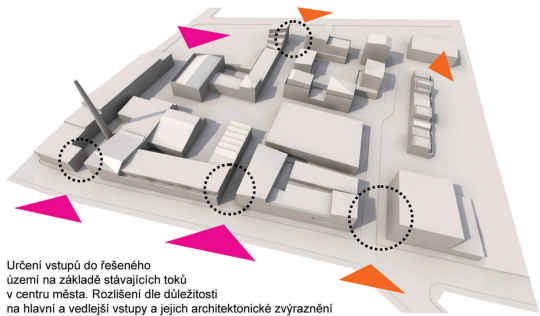 Určení vstupů do řešeného
území na základě stávajících toků
v centru města. Rozlišení dle důležitosti
na hlavní a vedlejší vstupy a jejich architektonické zvýraznění